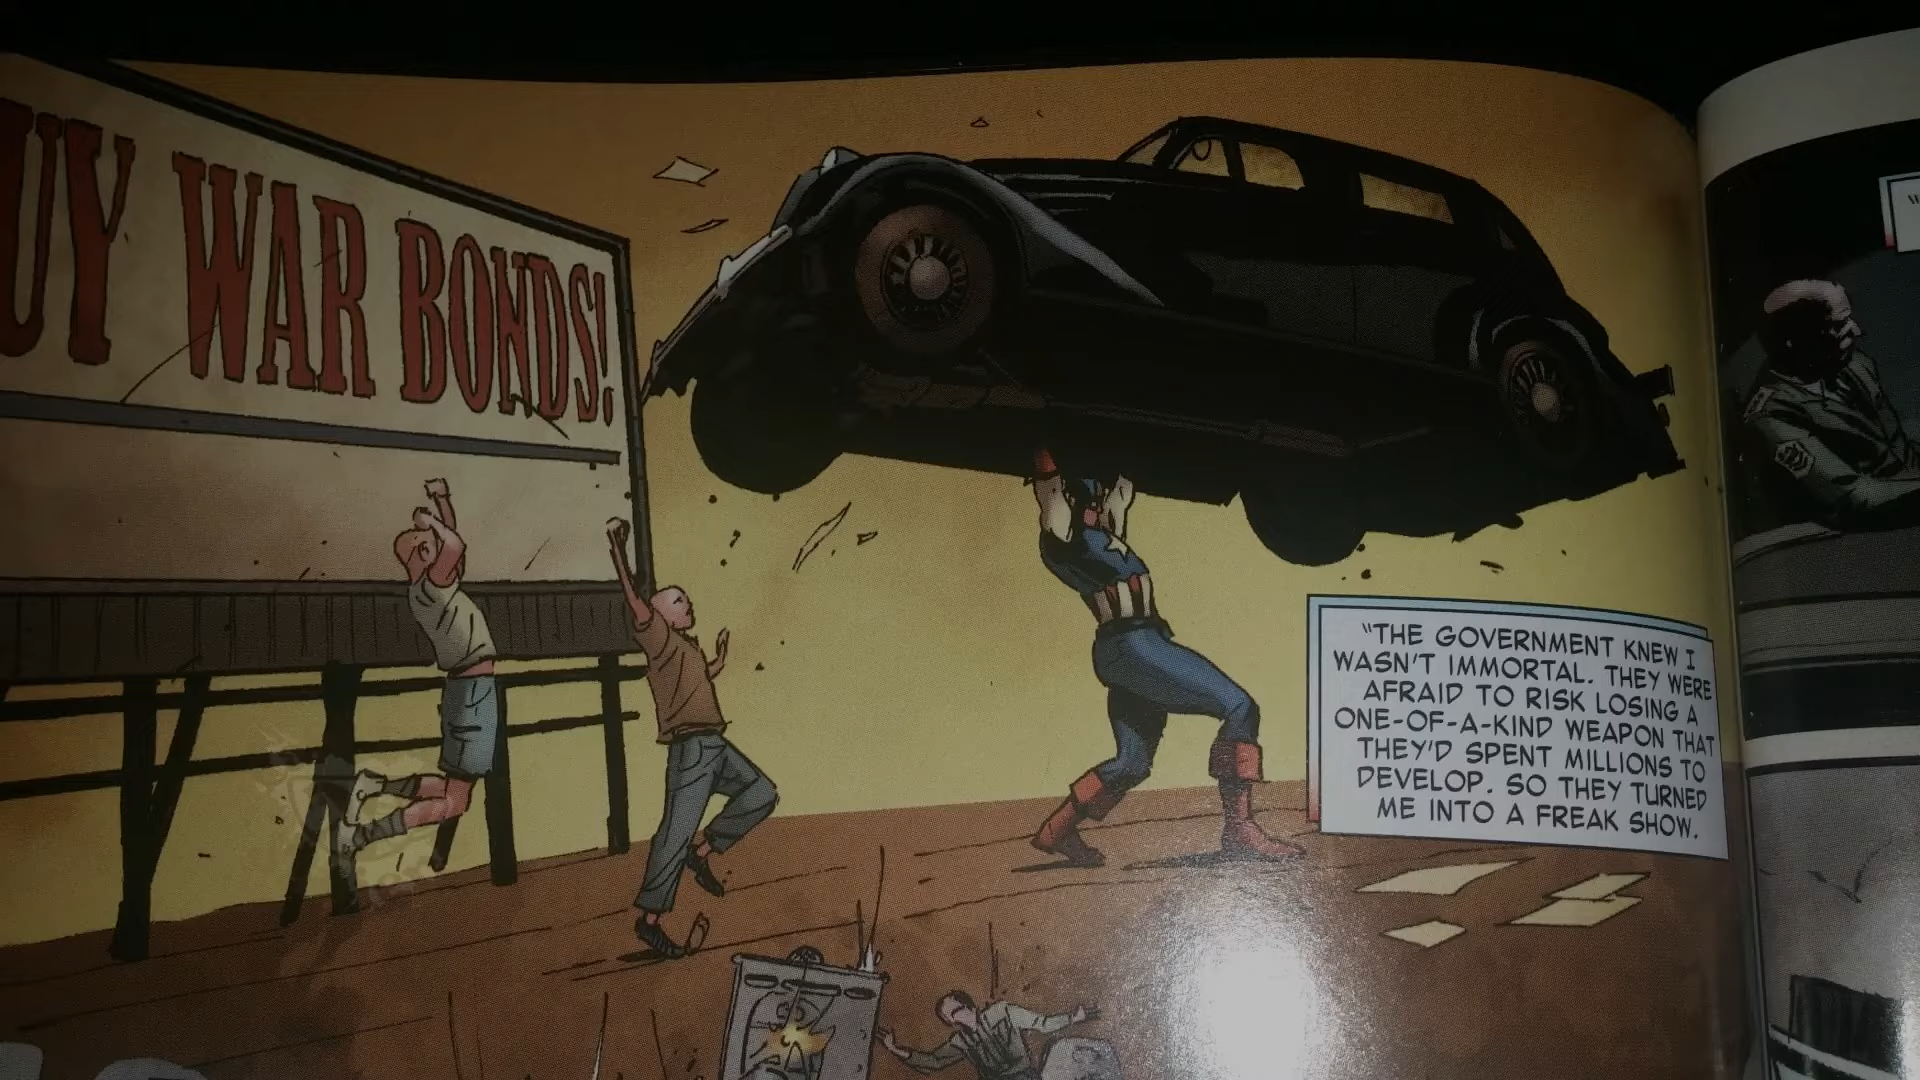 UY WAR BONDS!
"THE GOVERNMENT KNEW I
WASN'T IMMORTAL. THEY WERE
AFRAID TO RISK LOSING A
ONE-OF-A-KIND WEAPON THAT
THEY'D SPENT MILLIONS TO
DEVELOP. SO THEY TURNED
ME INTO A FREAK SHOW.